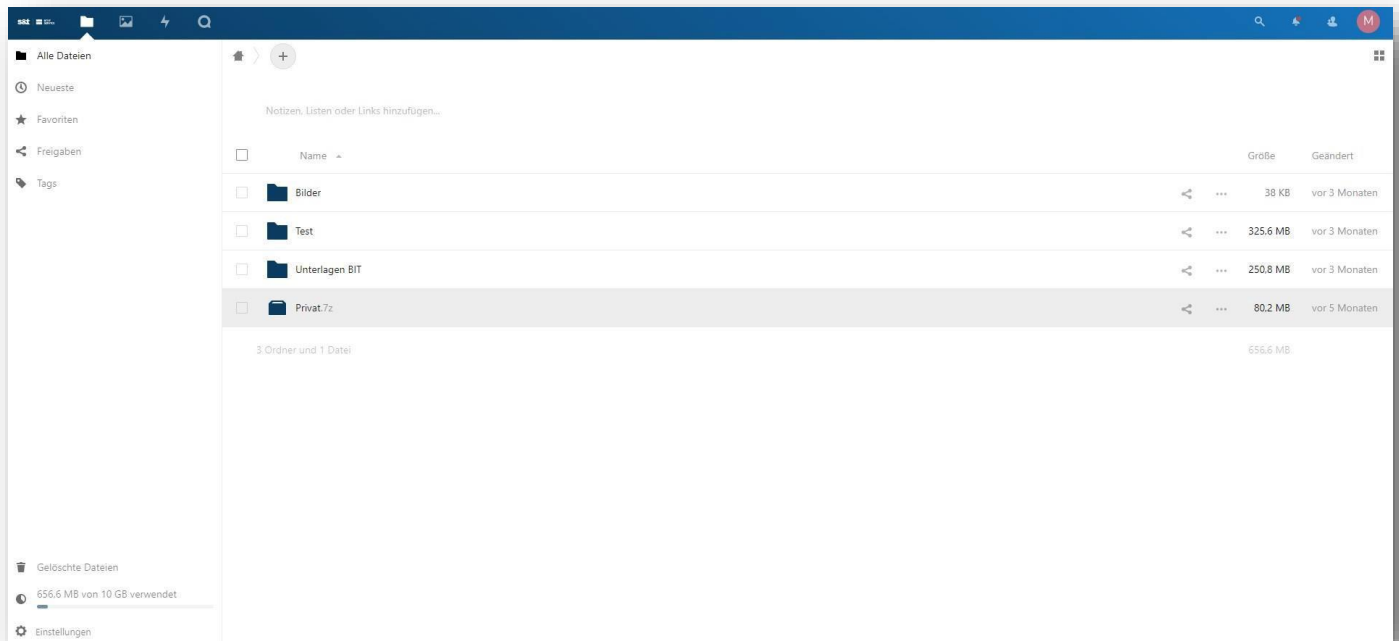 s&t
M
Alle Dateien
Neueste
Favoriten
Freigaben
Tags
+
Notizen, Listen oder Links hinzufügen...
Name Größe Geändert
Bilder ... 38 KB vor 3 Monaten
Test ... 325.6 MB vor 3 Monaten
Unterlagen BIT ... 250,8 MB vor 3 Monaten
Privat.7z ... 80,2 MB vor 5 Monaten
3 Ordner und 1 Datei 656.6 MB
Gelöschte Dateien
656,6 MB von 10 GB verwendet
Einstellungen